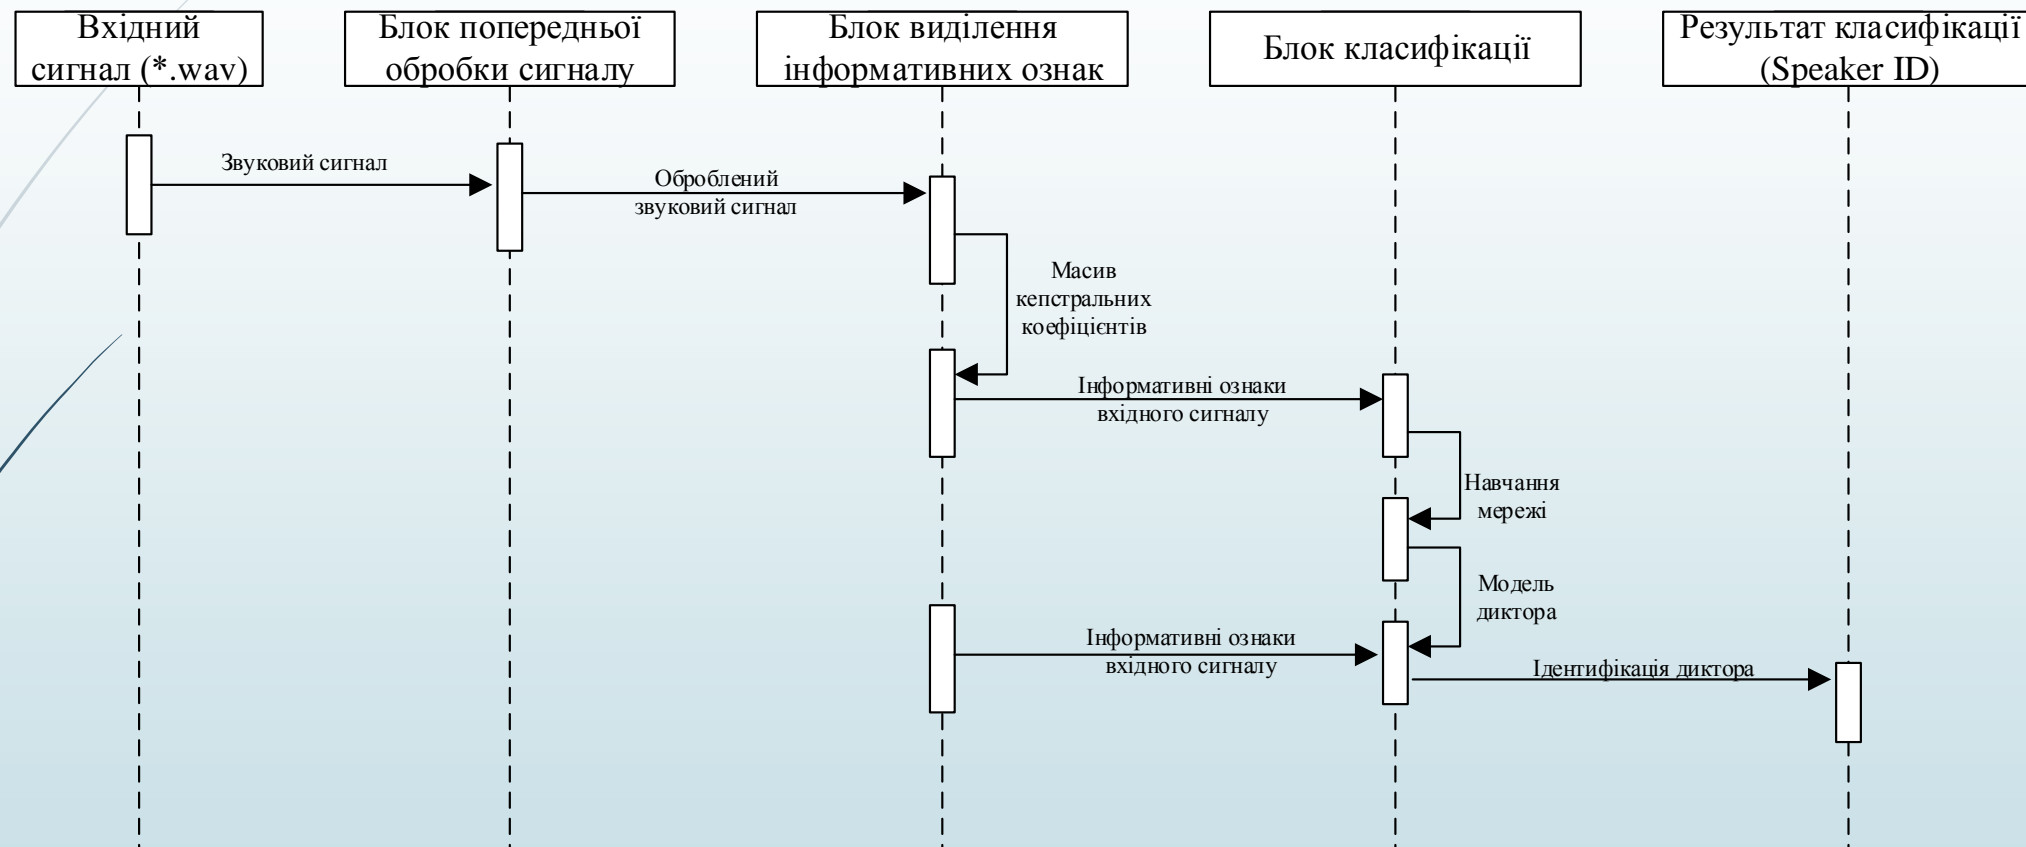 Вхідний
сигнал (*.wav)
Блок попередньої
обробки сигналу
Блок виділення
інформативних ознак
Блок класифікації
Результат класифікації
(Speaker ID)
Звуковий сигнал
Оброблений
звуковий сигнал
Масив
кепстральних
коефіцієнтів
Інформативні ознаки
вхідного сигналу
Навчання
мережі
Модель
диктора
Інформативні ознаки
вхідного сигналу
Ідентифікація диктора